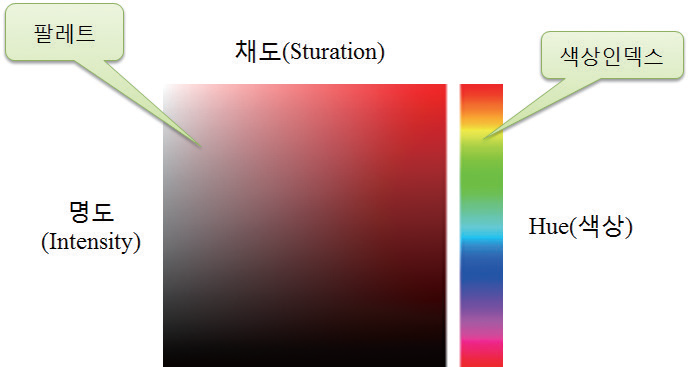 팔레트
채도(Sturation)
색상인덱스
명도
(Intensity)
Hue(색상)